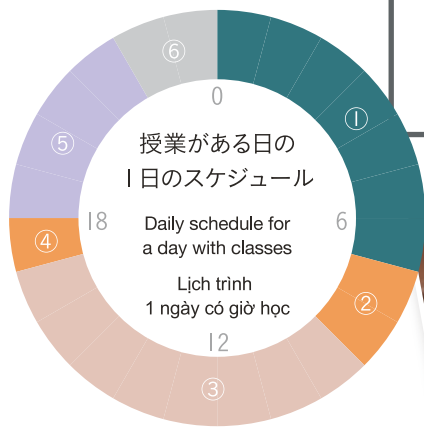 ⑥
0
①
授業がある日の
1日のスケジュール
⑤
18
6
Daily schedule for
a day with classes
④
Lịch trình
1 ngày có giờ học
②
12
③